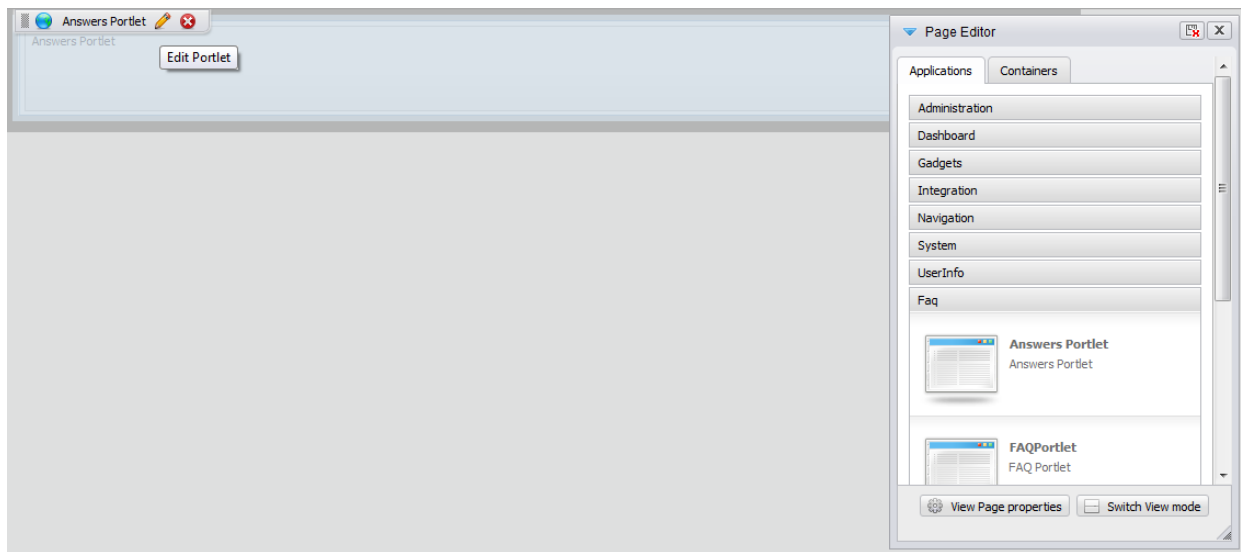 Answers Portlet
Answers Portlet
Edit Portlet
Page Editor
Applications Containers
Administration
Dashboard
Gadgets
Integration
Navigation
System
UserInfo
Faq
Answers Portlet
Answers Portlet
FAQPortlet
FAQ Portlet
View Page properties Switch View mode